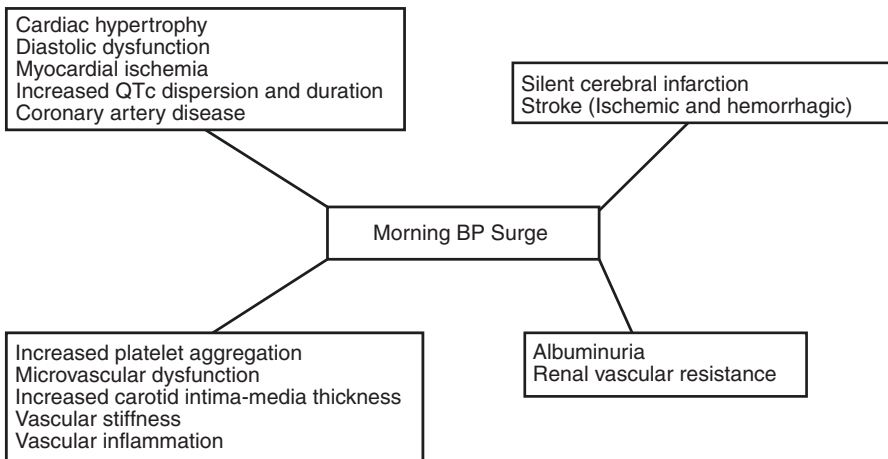 Cardiac hypertrophy
Diastolic dysfunction
Myocardial ischemia
Increased QTc dispersion and duration
Coronary artery disease
Silent cerebral infarction
Stroke (Ischemic and hemorrhagic)
Morning BP Surge
Increased platelet aggregation
Microvascular dysfunction
Increased carotid intima-media thickness
Vascular stiffness
Vascular inflammation
Albuminuria
Renal vascular resistance